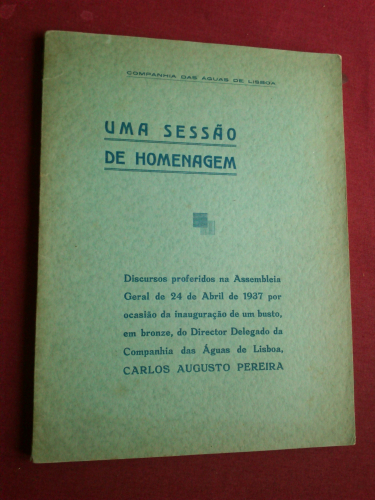 COMPANHIA DAS ÁGUAS DE LISBOA
UMA SESSÃO
DE HOMENAGEM
Discursos proferidos na Assembleia
Geral de 24 de Abril de 1937 por
ocasião da inauguração de um busto,
em bronze, do Director Delegado da
Companhia das Águas de Lisboa,
CARLOS AUGUSTO PEREIRA